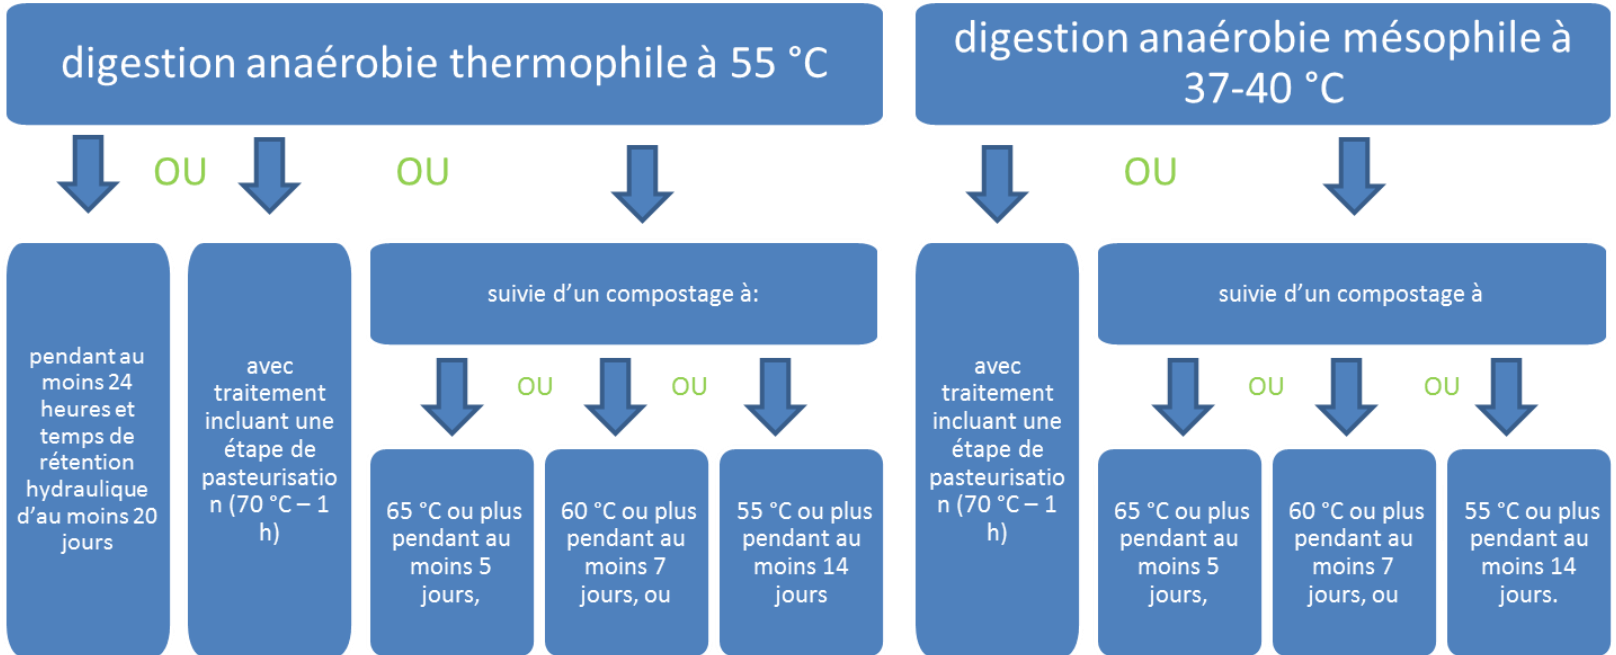 digestion anaérobie thermophile à 55 °C
OU
OU
pendant au
moins 24
heures et
temps de
rétention
hydraulique
d’au moins 20
jours
avec
traitement
incluant une
étape de
pasteurisatio
n (70 °C – 1
h)
suivie d’un compostage à:
OU
OU
65 °C ou plus
pendant au
moins 5
jours,
60 °C ou plus
pendant au
moins 7
jours, ou
55 °C ou plus
pendant au
moins 14
jours
digestion anaérobie mésophile à
37-40 °C
OU
avec
traitement
incluant une
étape de
pasteurisatio
n (70 °C – 1
h)
suivie d’un compostage à
OU
OU
65 °C ou plus
pendant au
moins 5
jours,
60 °C ou plus
pendant au
moins 7
jours, ou
55 °C ou plus
pendant au
moins 14
jours.